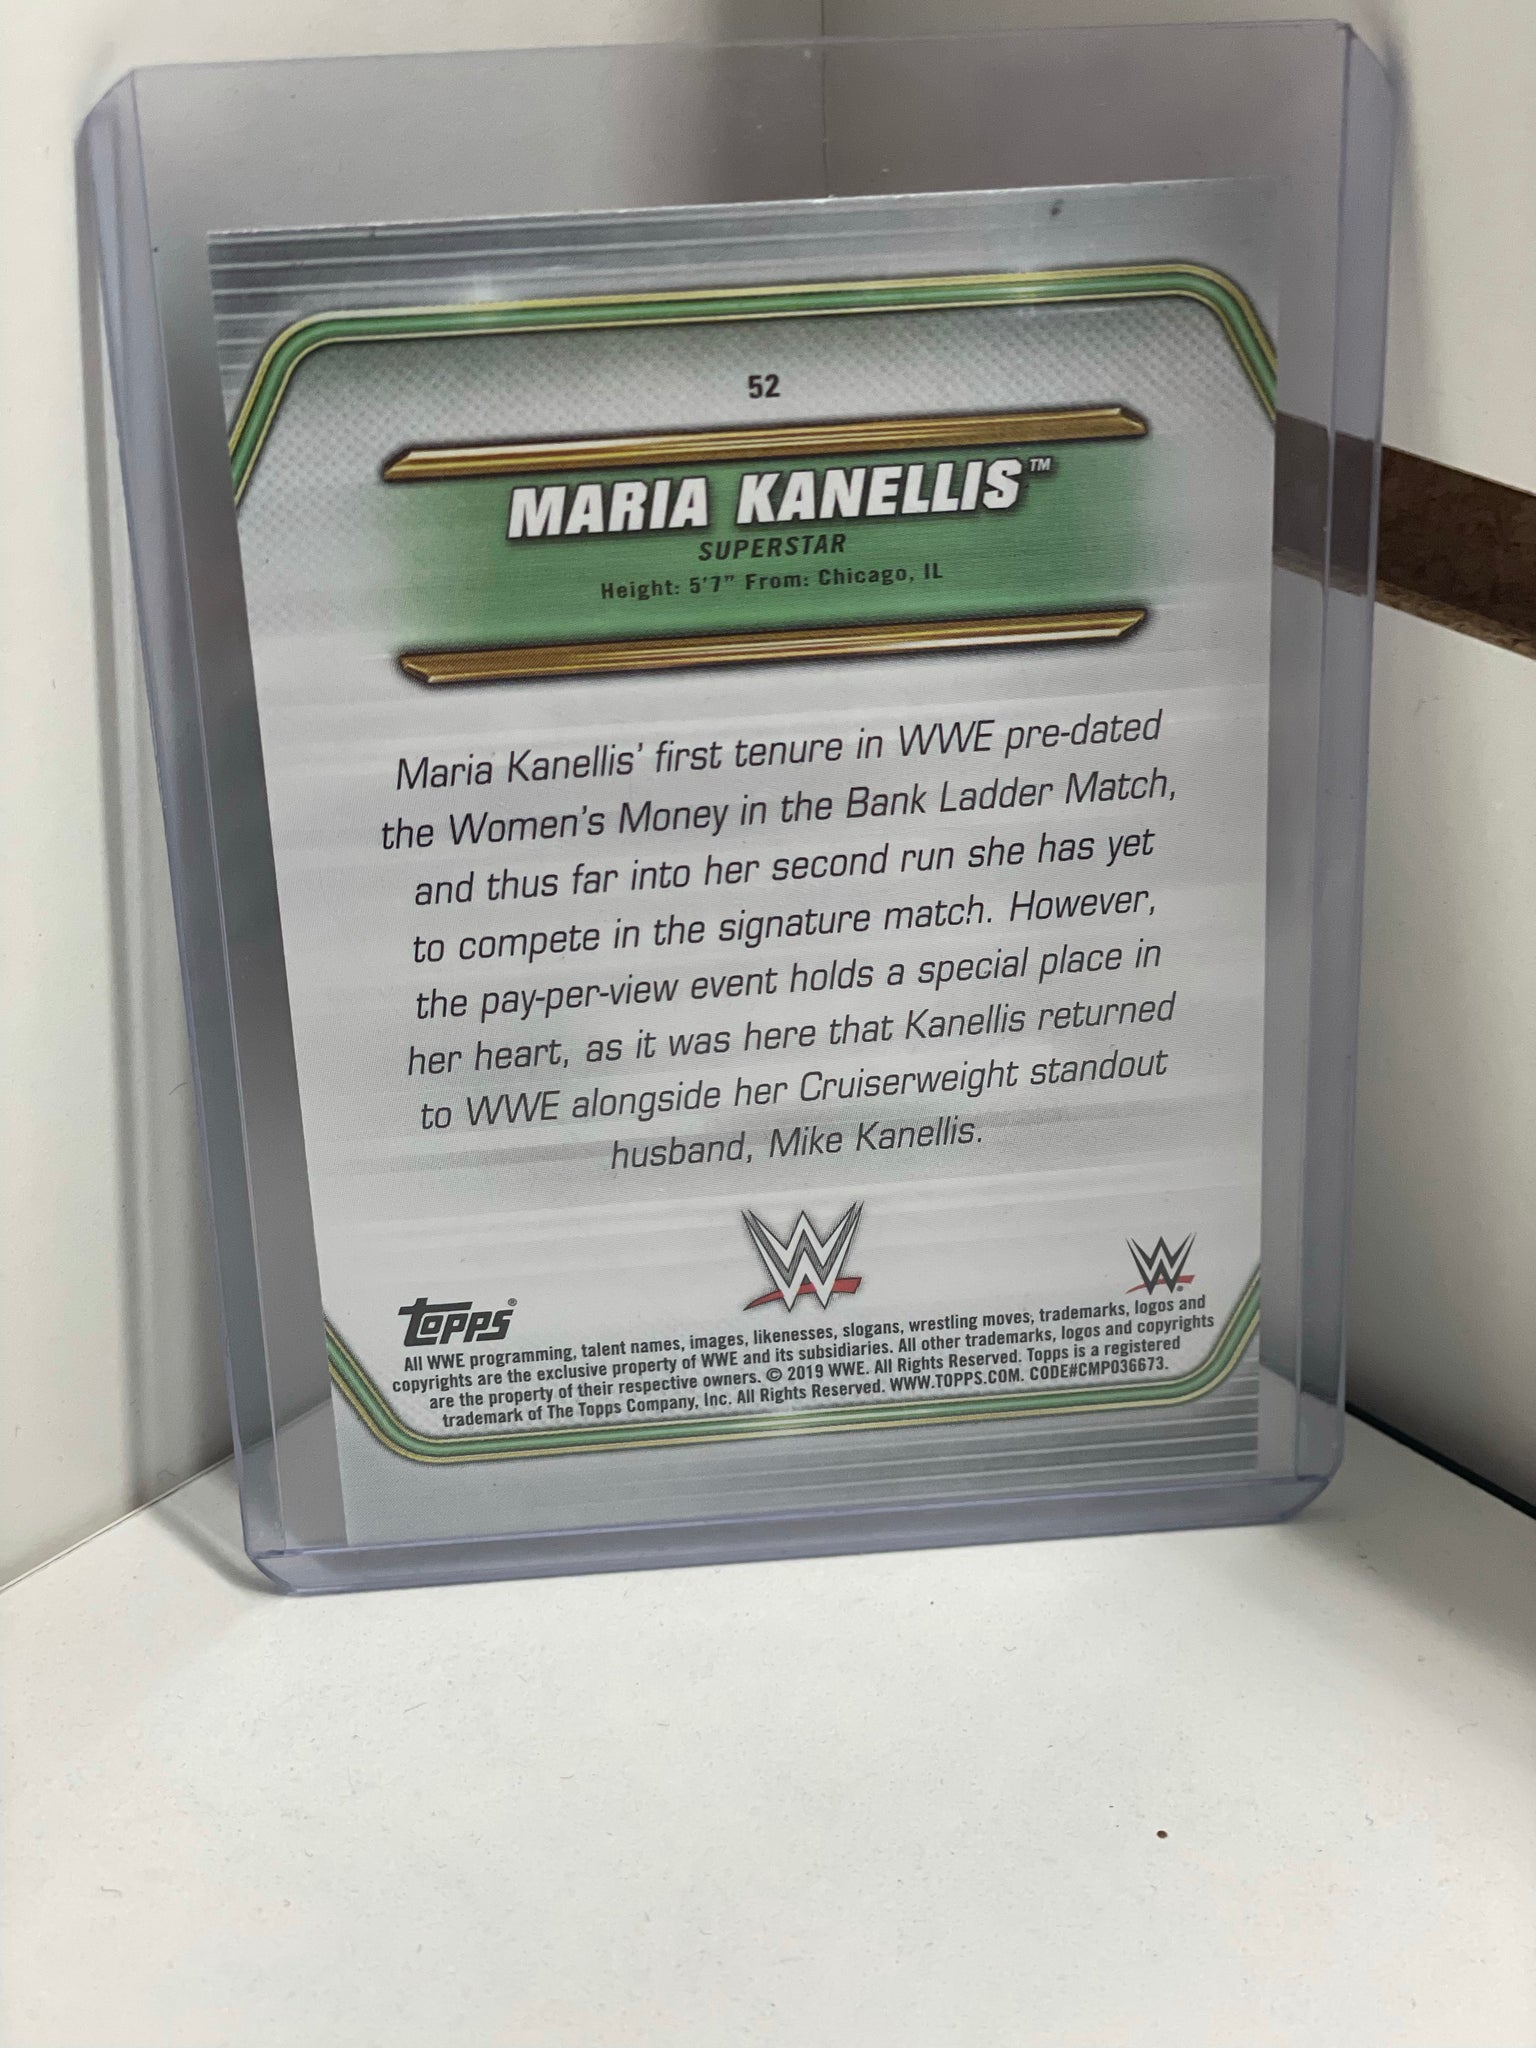 52
MARIA KANELLIS™
SUPERSTAR
Height: 5'7" From: Chicago, IL
Maria Kanellis' first tenure in WWE pre-dated
the Women's Money in the Bank Ladder Match,
and thus far into her second run she has yet
to compete in the signature match. However,
the pay-per-view event holds a special place in
her heart, as it was here that Kanellis returned
to WWE alongside her Cruiserweight standout
husband, Mike Kanellis.
W
W
TOPPS®
All WWE programming, talent names, images, likenesses, slogans, wrestling moves, trademarks, logos and
copyrights are the exclusive property of WWE and its subsidiaries. All other trademarks, logos and copyrights
are the property of their respective owners. © 2019 WWE. All Rights Reserved. Topps is a registered
trademark of The Topps Company, Inc. All Rights Reserved. WWW.TOPPS.COM. CODE#CMP036673.